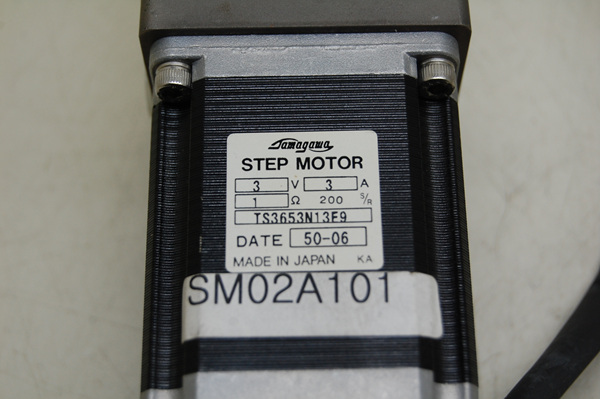 Tamagawa
STEP MOTOR
3 V 3 A
1 Ω 200 S/R
TS3653N13E9
DATE 50-06
MADE IN JAPAN KA
SM02A101